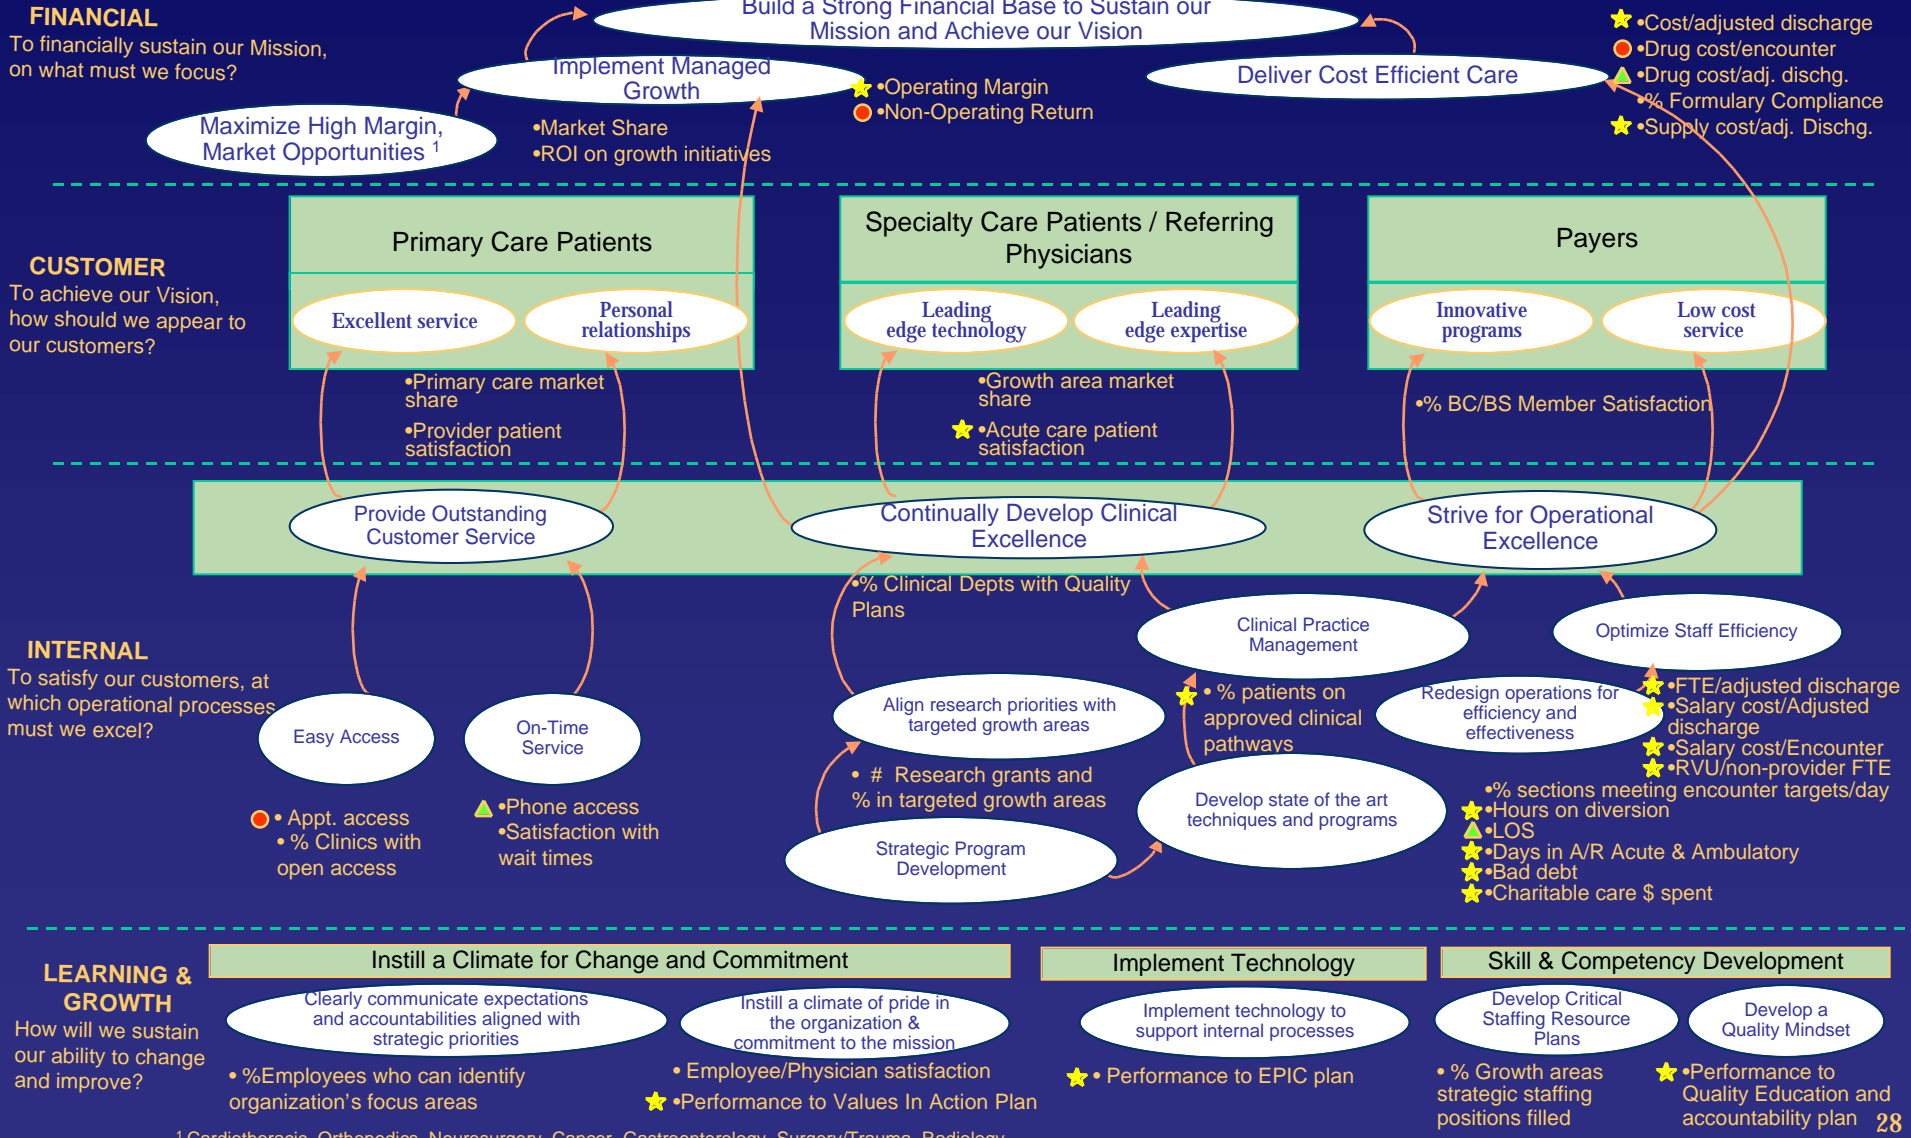 FINANCIAL
To financially sustain our Mission,
on what must we focus?
Build a Strong Financial Base to Sustain our
Mission and Achieve our Vision
Implement Managed
Growth
Deliver Cost Efficient Care
Maximize High Margin,
Market Opportunities 1
•Market Share
•ROI on growth initiatives
•Operating Margin
•Non-Operating Return
•Cost/adjusted discharge
•Drug cost/encounter
•Drug cost/adj. dischg.
•% Formulary Compliance
•Supply cost/adj. Dischg.
CUSTOMER
To achieve our Vision,
how should we appear to
our customers?
Primary Care Patients
Excellent service
Personal
relationships
•Primary care market
share
•Provider patient
satisfaction
Specialty Care Patients / Referring
Physicians
Leading
edge technology
Leading
edge expertise
•Growth area market
share
•Acute care patient
satisfaction
Payers
Innovative
programs
Low cost
service
•% BC/BS Member Satisfaction
INTERNAL
To satisfy our customers, at
which operational processes
must we excel?
Provide Outstanding
Customer Service
Continually Develop Clinical
Excellence
Strive for Operational
Excellence
•% Clinical Depts with Quality
Plans
Clinical Practice
Management
Optimize Staff Efficiency
Easy Access
On-Time
Service
Align research priorities with
targeted growth areas
• % patients on
approved clinical
pathways
Redesign operations for
efficiency and
effectiveness
•FTE/adjusted discharge
•Salary cost/Adjusted
discharge
•Salary cost/Encounter
•RVU/non-provider FTE
•% sections meeting encounter targets/day
•Hours on diversion
•LOS
•Days in A/R Acute & Ambulatory
•Bad debt
•Charitable care $ spent
• Appt. access
• % Clinics with
open access
•Phone access
•Satisfaction with
wait times
• # Research grants and
% in targeted growth areas
Develop state of the art
techniques and programs
Strategic Program
Development
LEARNING &
GROWTH
How will we sustain
our ability to change
and improve?
Instill a Climate for Change and Commitment
Clearly communicate expectations
and accountabilities aligned with
strategic priorities
Instill a climate of pride in
the organization &
commitment to the mission
• %Employees who can identify
organization's focus areas
• Employee/Physician satisfaction
•Performance to Values In Action Plan
Implement Technology
Implement technology to
support internal processes
• Performance to EPIC plan
Skill & Competency Development
Develop Critical
Staffing Resource
Plans
Develop a
Quality Mindset
• % Growth areas
strategic staffing
positions filled
•Performance to
Quality Education and
accountability plan
28
1 Cardiothoracic, Orthopedics, Neurosurgery, Cancer, Gastroenterology, Surgery/Trauma, Radiology